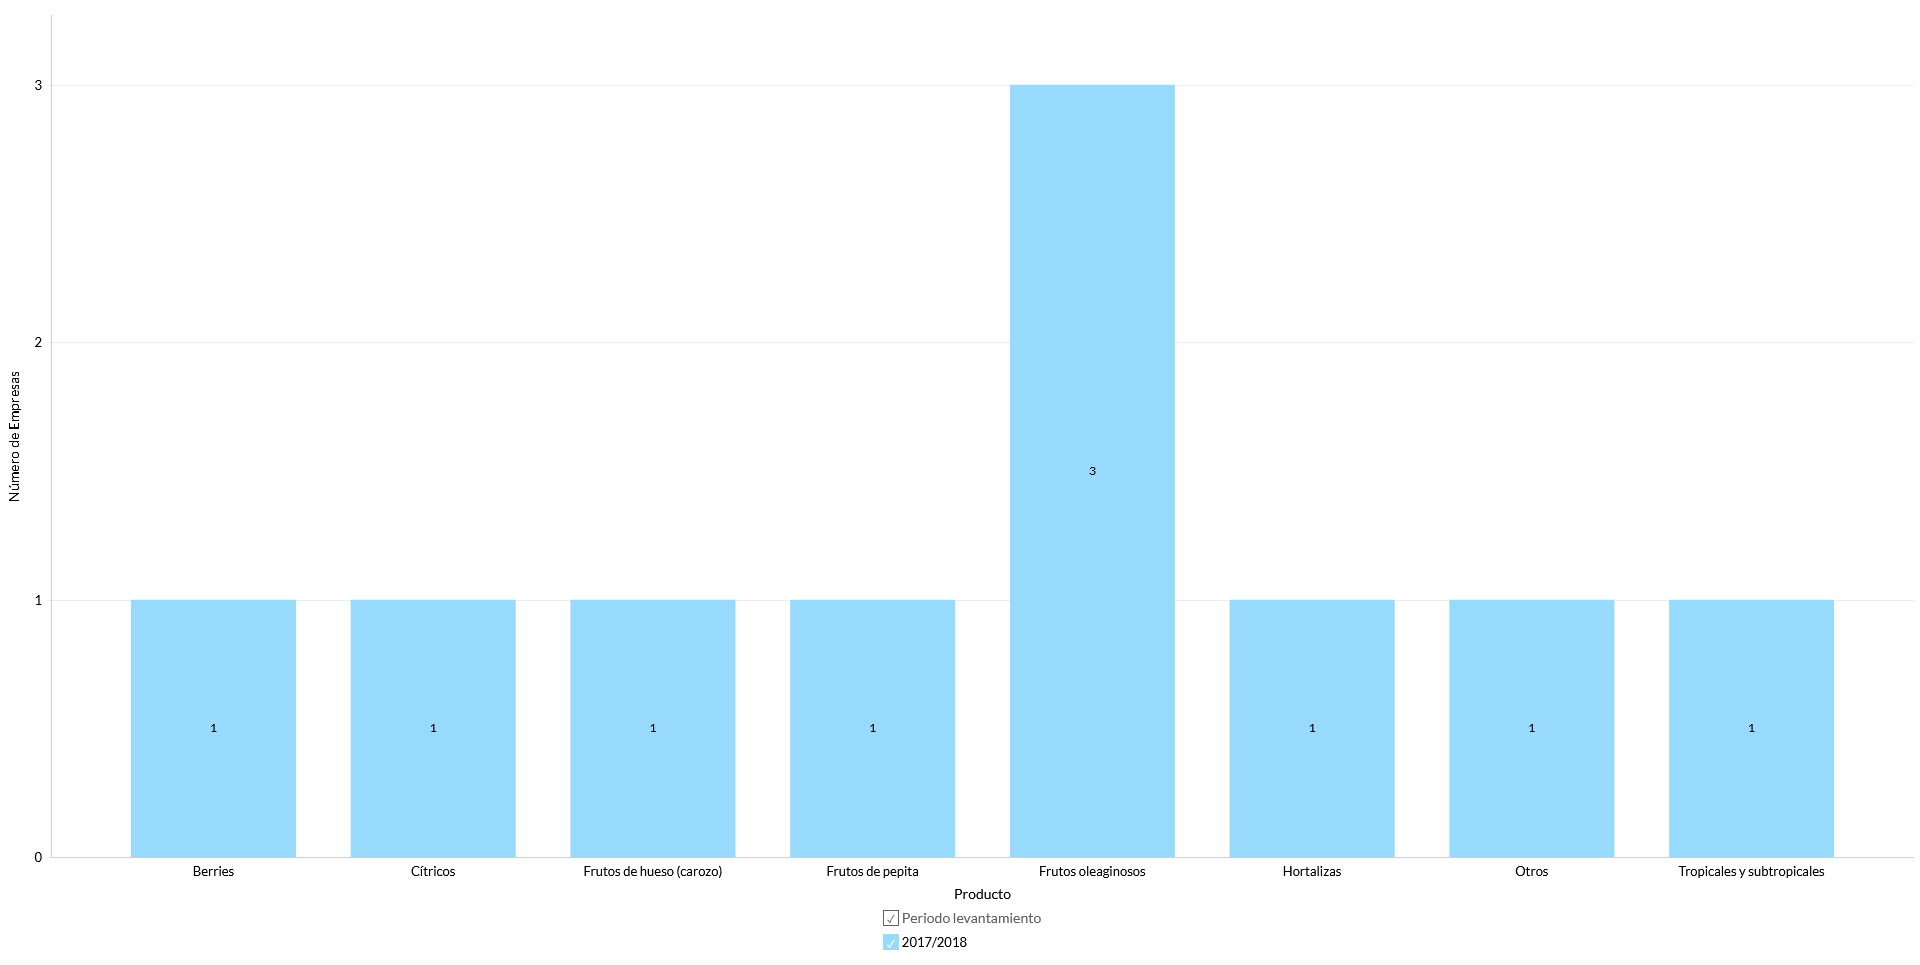 Número de Empresas
3
2
1
0
1
1
1
1
3
1
1
1
Berries
Cítricos
Frutos de hueso (carozo)
Frutos de pepita
Frutos oleaginosos
Hortalizas
Otros
Tropicales y subtropicales
Producto
Periodo levantamiento
2017/2018